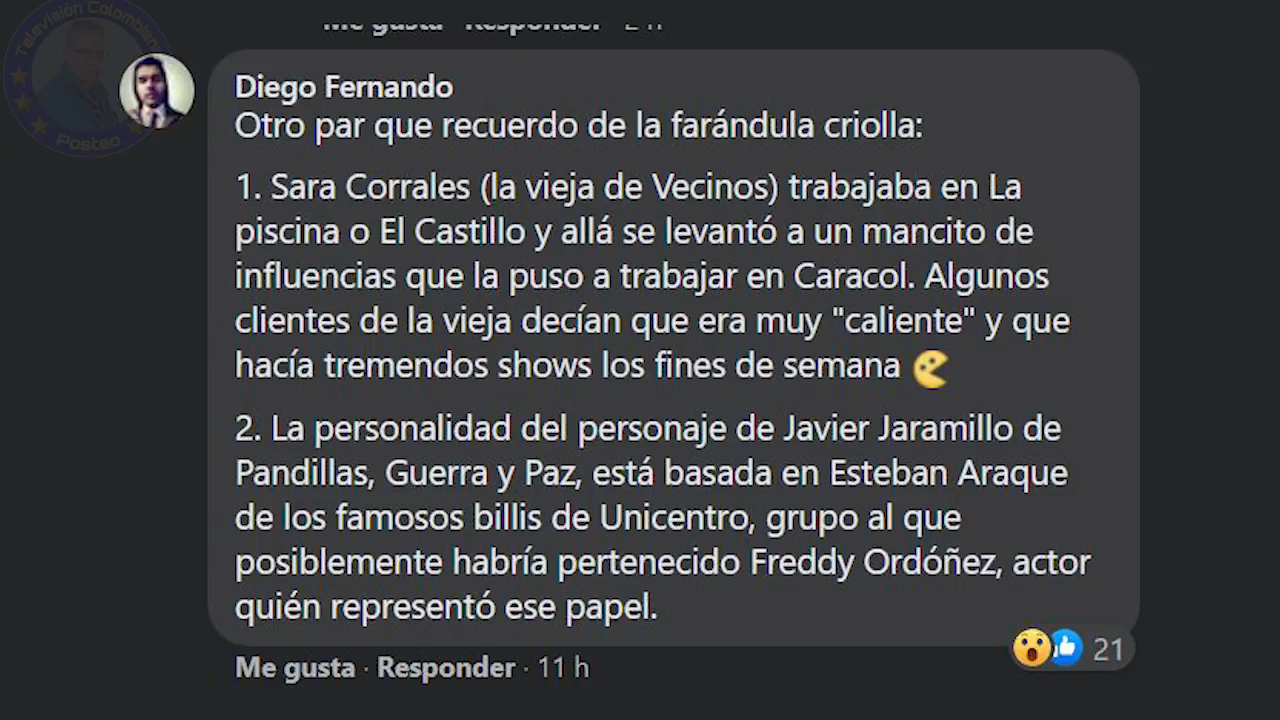 Televisión Colombiana
Posteo
Me gusta · Responder · 21 h
Diego Fernando
Otro par que recuerdo de la farándula criolla:
1. Sara Corrales (la vieja de Vecinos) trabajaba en La
piscina o El Castillo y allá se levantó a un mancito de
influencias que la puso a trabajar en Caracol. Algunos
clientes de la vieja decían que era muy "caliente" y que
hacía tremendos shows los fines de semana
2. La personalidad del personaje de Javier Jaramillo de
Pandillas, Guerra y Paz, está basada en Esteban Araque
de los famosos billis de Unicentro, grupo al que
posiblemente habría pertenecido Freddy Ordóñez, actor
quién representó ese papel.
21
Me gusta · Responder · 11 h